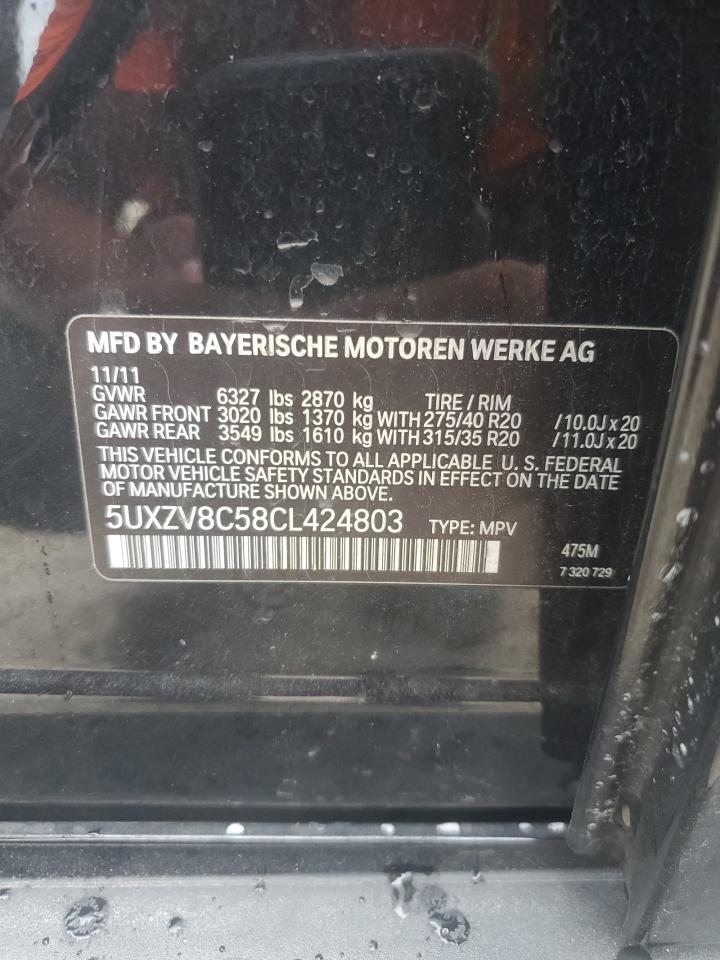 MFD BY BAYERISCHE MOTOREN WERKE AG
11/11
GVWR 6327 lbs 2870 kg TIRE / RIM
GAWR FRONT 3020 lbs 1370 kg WITH 275/40 R20 /10.0J x 20
GAWR REAR 3549 lbs 1610 kg WITH 315/35 R20 /11.0J x 20
THIS VEHICLE CONFORMS TO ALL APPLICABLE U. S. FEDERAL
MOTOR VEHICLE SAFETY STANDARDS IN EFFECT ON THE DATE
OF MANUFACTURE SHOWN ABOVE.
5UXZV8C58CL424803 TYPE: MPV
475M
7 320 729